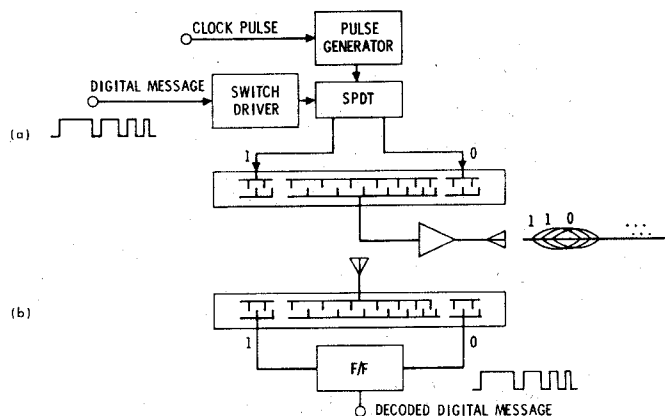 CLOCK PULSE
PULSE
GENERATOR
DIGITAL MESSAGE
SWITCH
DRIVER
SPDT
(a)
1
0
1 1 0
(b)
1
0
F/F
DECODED DIGITAL MESSAGE